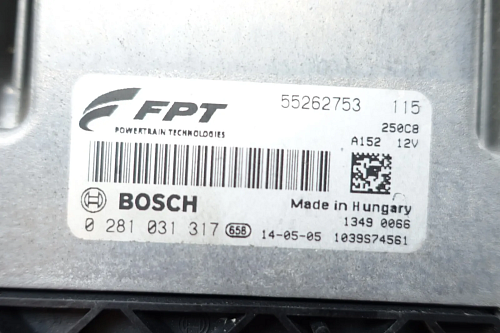 FPT 55262753 115
POWERTRAIN TECHNOLOGIES 250C8
A152 12V
BOSCH Made in Hungary
1349 0066
0 281 031 317 658 14-05-05 1039S74561